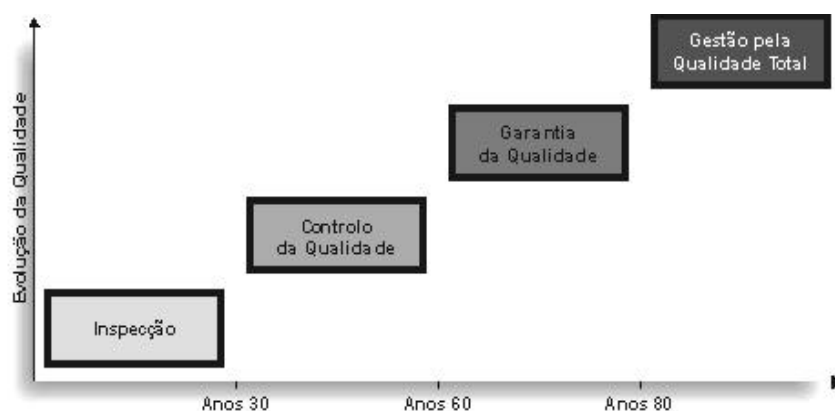 Gestão pela
Qualidade Total
Garantia
da Qualidade
Controlo
da Qualidade
Inspecção
Evolução da Qualidade
Anos 30
Anos 60
Anos 80